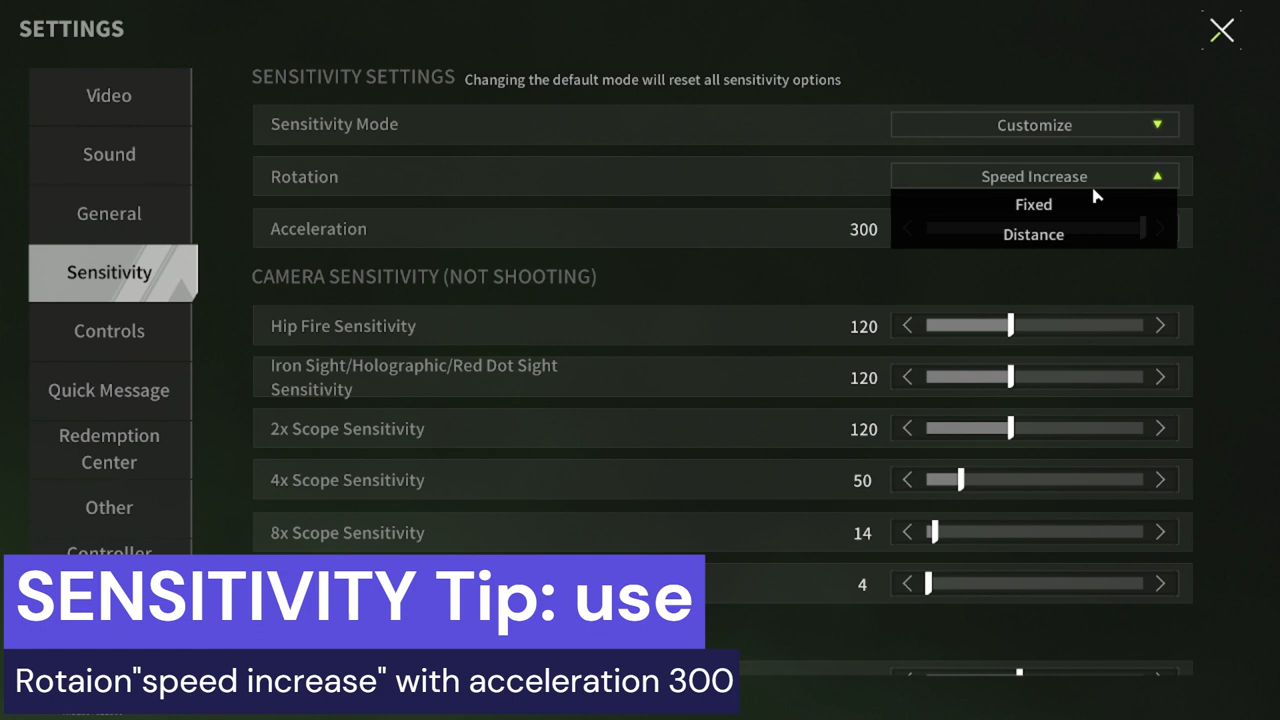 SETTINGS
SENSITIVITY SETTINGS Changing the default mode will reset all sensitivity options
Video
Sound
General
Sensitivity
Controls
Quick Message
Redemption
Center
Other
Controller
Sensitivity Mode Customize
Rotation Speed Increase
Fixed
Distance
Acceleration 300
CAMERA SENSITIVITY (NOT SHOOTING)
Hip Fire Sensitivity 120
Iron Sight/Holographic/Red Dot Sight
Sensitivity 120
2x Scope Sensitivity 120
4x Scope Sensitivity 50
8x Scope Sensitivity 14
4
SENSITIVITY Tip: use
Rotaion"speed increase" with acceleration 300